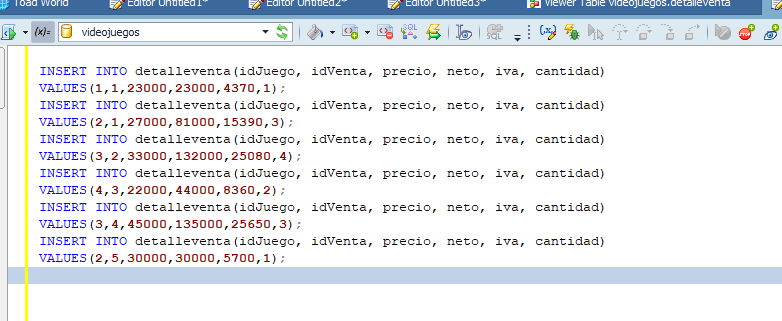 Toad World
Editor Untitled1*
Editor Untitled2*
Editor Untitled3*
Viewer Table videojuegos.detalleventa
(x)=
videojuegos
SQL
SQL
INSERT INTO detalleventa(idJuego, idVenta, precio, neto, iva, cantidad)
VALUES(1,1,23000,23000,4370,1);
INSERT INTO detalleventa(idJuego, idVenta, precio, neto, iva, cantidad)
VALUES(2,1,27000,81000,15390,3);
INSERT INTO detalleventa(idJuego, idVenta, precio, neto, iva, cantidad)
VALUES(3,2,33000,132000,25080,4);
INSERT INTO detalleventa(idJuego, idVenta, precio, neto, iva, cantidad)
VALUES(4,3,22000,44000,8360,2);
INSERT INTO detalleventa(idJuego, idVenta, precio, neto, iva, cantidad)
VALUES(3,4,45000,135000,25650,3);
INSERT INTO detalleventa(idJuego, idVenta, precio, neto, iva, cantidad)
VALUES(2,5,30000,30000,5700,1);